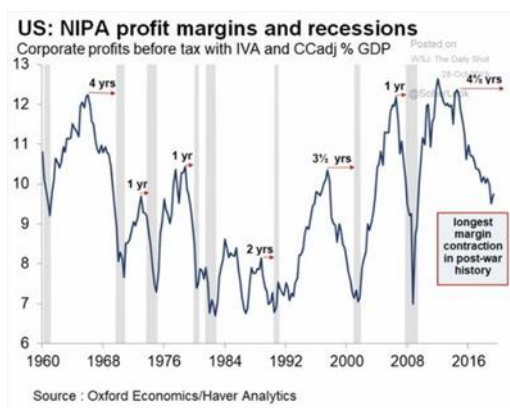 US: NIPA profit margins and recessions
Corporate profits before tax with IVA and CCadj % GDP
Posted on
WSJ: The Daily Shot
@SoberLook
13
12
11
10
9
8
7
6
4 yrs
1 yr
1 yr
2 yrs
3½ yrs
1 yr
4½ yrs
longest
margin
contraction
in post-war
history
1960 1968 1976 1984 1992 2000 2008 2016
Source : Oxford Economics/Haver Analytics